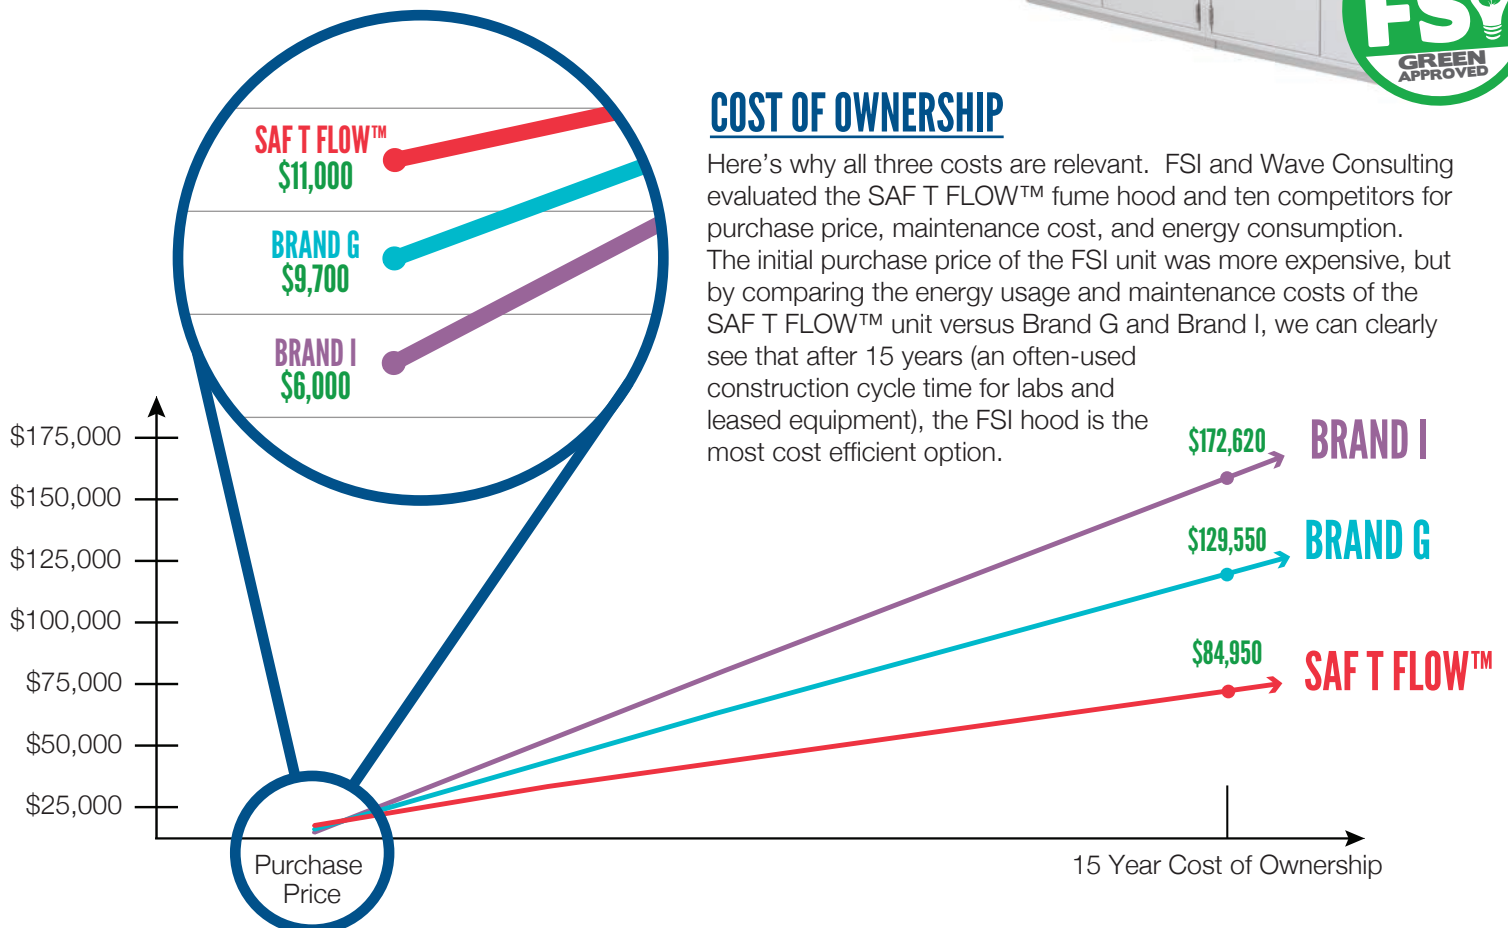 FSI
GREEN
APPROVED
COST OF OWNERSHIP
Here’s why all three costs are relevant.  FSI and Wave Consulting
evaluated the SAF T FLOW™ fume hood and ten competitors for
purchase price, maintenance cost, and energy consumption.
The initial purchase price of the FSI unit was more expensive, but
by comparing the energy usage and maintenance costs of the
SAF T FLOW™ unit versus Brand G and Brand I, we can clearly
see that after 15 years (an often-used
construction cycle time for labs and
leased equipment), the FSI hood is the
most cost efficient option.
SAF T FLOW™
$11,000
BRAND G
$9,700
BRAND I
$6,000
$175,000
$150,000
$125,000
$100,000
$75,000
$50,000
$25,000
$172,620
BRAND I
$129,550
BRAND G
$84,950
SAF T FLOW™
Purchase
Price
15 Year Cost of Ownership